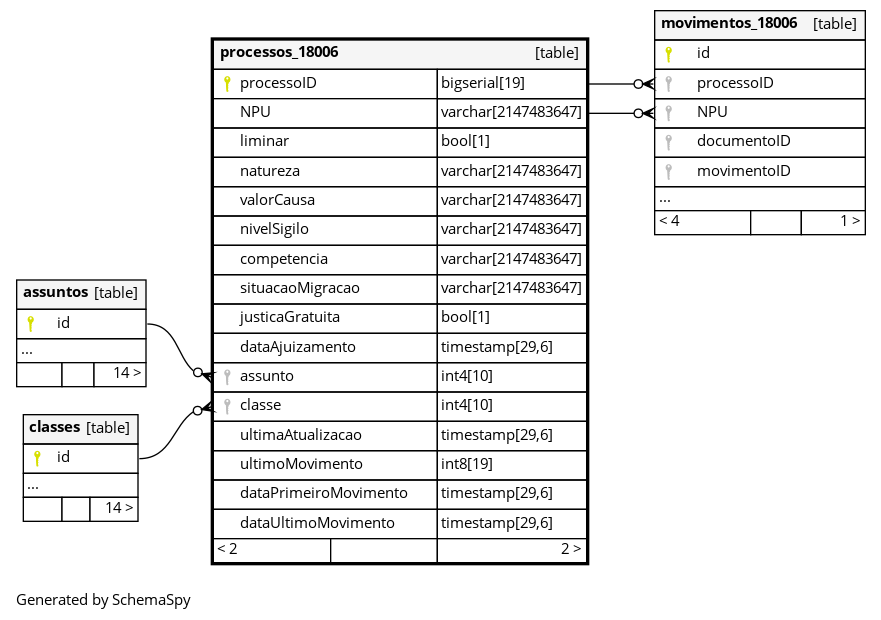 processos_18006 [table]
processoID bigserial[19]
NPU varchar[2147483647]
liminar bool[1]
natureza varchar[2147483647]
valorCausa varchar[2147483647]
nivelSigilo varchar[2147483647]
competencia varchar[2147483647]
situacaoMigracao varchar[2147483647]
justicaGratuita bool[1]
dataAjuizamento timestamp[29,6]
assunto int4[10]
classe int4[10]
ultimaAtualizacao timestamp[29,6]
ultimoMovimento int8[19]
dataPrimeiroMovimento timestamp[29,6]
dataUltimoMovimento timestamp[29,6]
< 2 2 >
movimentos_18006 [table]
id
processoID
NPU
documentoID
movimentoID
...
< 4 1 >
assuntos [table]
id
...
14 >
classes [table]
id
...
14 >
Generated by SchemaSpy